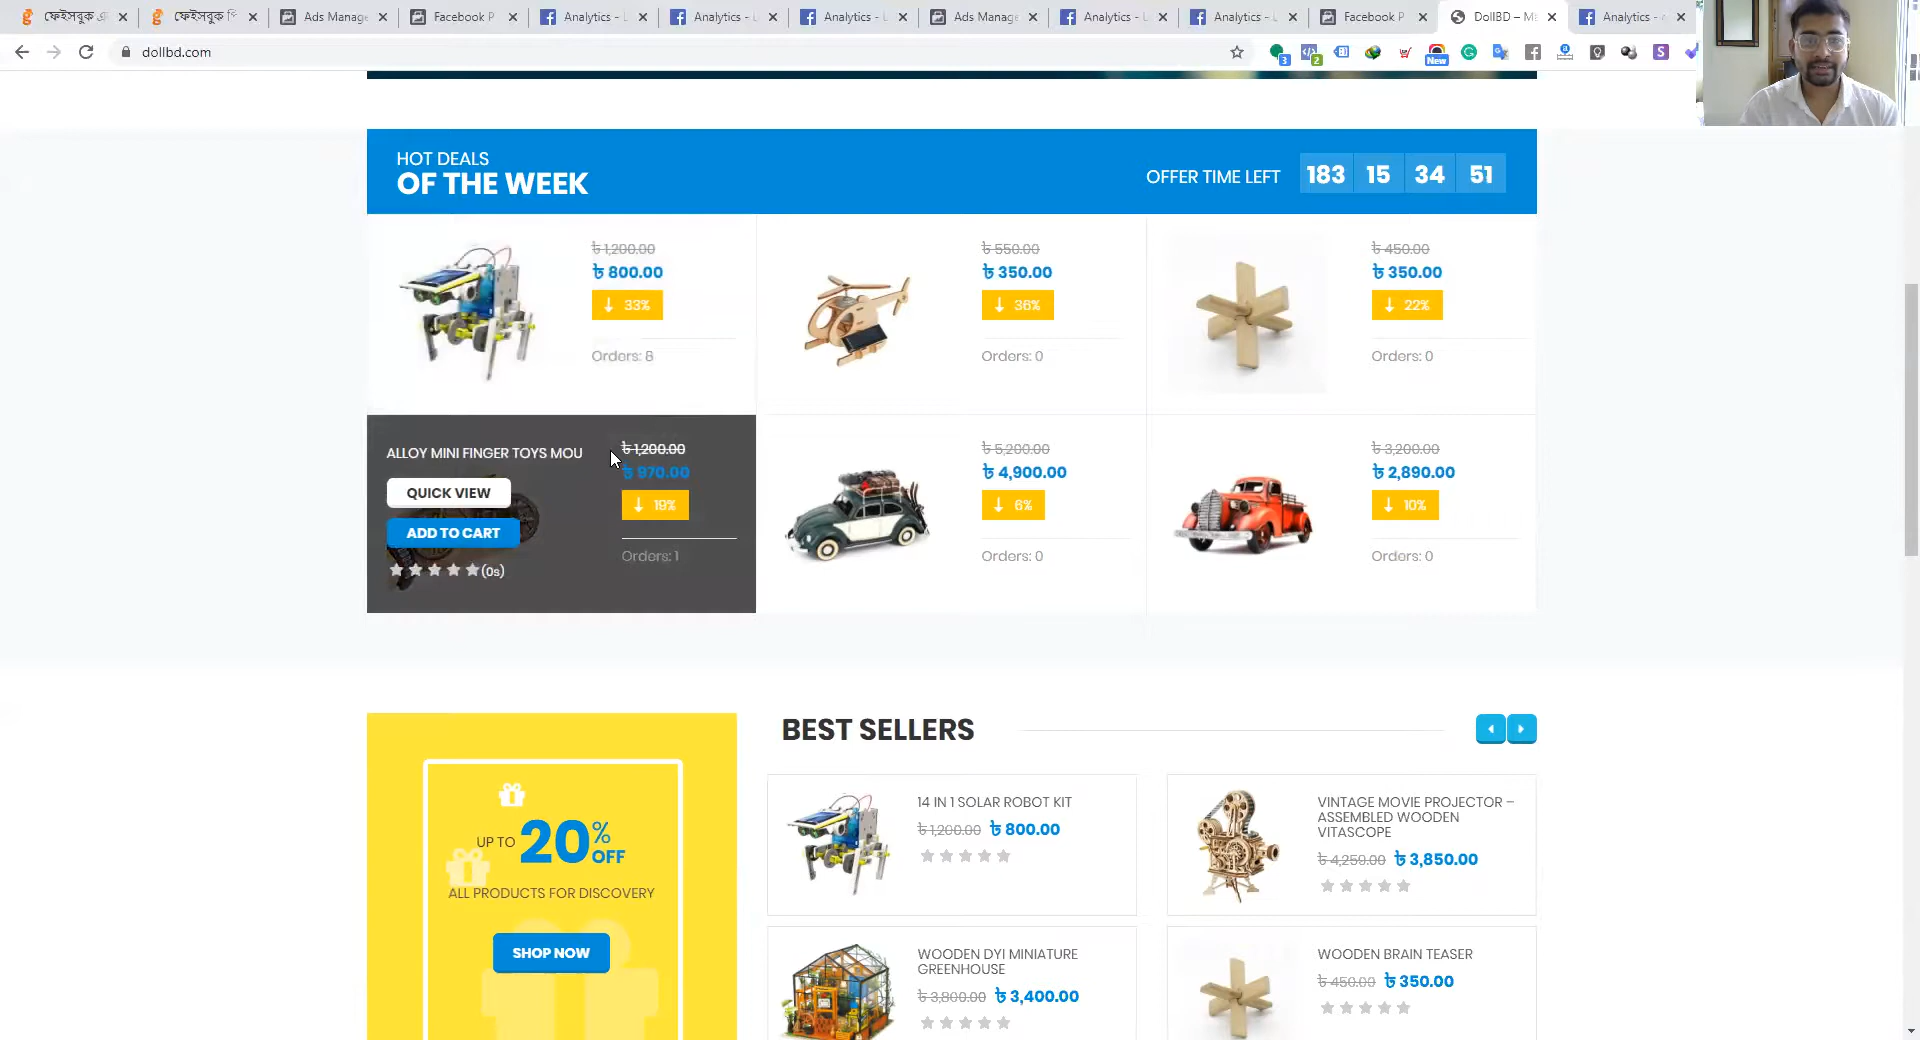 ফেইসবুক
ফেইসবুক পি
Ads Manage
Facebook P
Analytics - L
Analytics - L
Analytics - L
Ads Manage
Analytics - L
Analytics - L
Facebook P
DollBD – M
Analytics -
dollbd.com
3
2
New
HOT DEALS
OF THE WEEK
OFFER TIME LEFT 183 15 34 51
৳ 1,200.00
৳ 800.00
33%
Orders: 8
৳ 550.00
৳ 350.00
36%
Orders: 0
৳ 450.00
৳ 350.00
22%
Orders: 0
ALLOY MINI FINGER TOYS MOU
QUICK VIEW
ADD TO CART
(0s)
৳ 1,200.00
৳ 970.00
19%
Orders: 1
৳ 5,200.00
৳ 4,900.00
6%
Orders: 0
৳ 3,200.00
৳ 2,890.00
10%
Orders: 0
UP TO 20% OFF
ALL PRODUCTS FOR DISCOVERY
SHOP NOW
BEST SELLERS
14 IN 1 SOLAR ROBOT KIT
৳ 1,200.00 ৳ 800.00
VINTAGE MOVIE PROJECTOR –
ASSEMBLED WOODEN
VITASCOPE
৳ 4,250.00 ৳ 3,850.00
WOODEN DYI MINIATURE
GREENHOUSE
৳ 3,800.00 ৳ 3,400.00
WOODEN BRAIN TEASER
৳ 450.00 ৳ 350.00